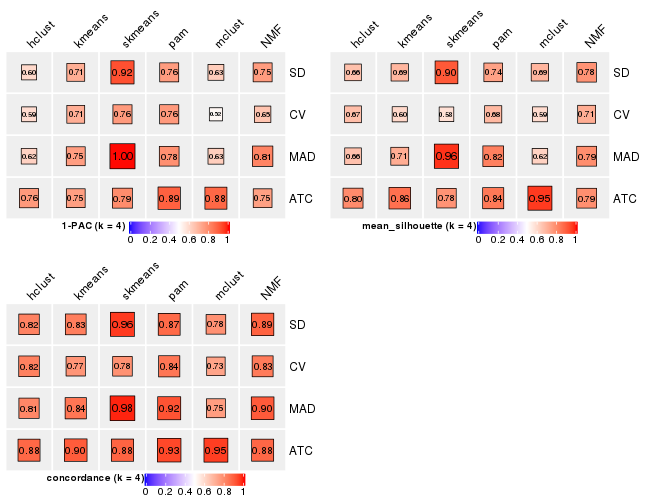 hclust kmeans skmeans pam mclust NMF
0.60 0.71 0.92 0.76 0.63 0.75 SD
0.59 0.71 0.76 0.76 0.52 0.65 CV
0.62 0.75 1.00 0.78 0.63 0.81 MAD
0.76 0.75 0.79 0.89 0.88 0.75 ATC
1-PAC (k = 4)
0 0.2 0.4 0.6 0.8 1
hclust kmeans skmeans pam mclust NMF
0.66 0.69 0.90 0.74 0.69 0.78 SD
0.67 0.60 0.58 0.68 0.59 0.71 CV
0.66 0.71 0.96 0.82 0.62 0.79 MAD
0.80 0.86 0.78 0.84 0.95 0.79 ATC
mean_silhouette (k = 4)
0 0.2 0.4 0.6 0.8 1
hclust kmeans skmeans pam mclust NMF
0.82 0.83 0.96 0.87 0.78 0.89 SD
0.82 0.77 0.78 0.84 0.73 0.83 CV
0.81 0.84 0.98 0.92 0.75 0.90 MAD
0.88 0.90 0.88 0.93 0.95 0.88 ATC
concordance (k = 4)
0 0.2 0.4 0.6 0.8 1